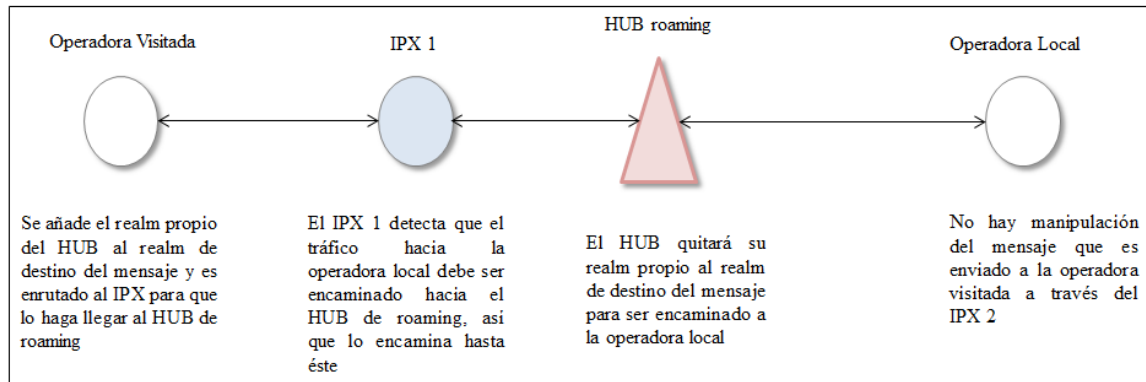 Operadora Visitada
IPX 1
HUB roaming
Operadora Local
Se añade el realm propio
del HUB al realm de
destino del mensaje y es
enrutado al IPX para que
lo haga llegar al HUB de
roaming
El IPX 1 detecta que el
tráfico hacia la
operadora local debe ser
encaminado hacia el
HUB de roaming, así
que lo encamina hasta
éste
El HUB quitará su
realm propio al realm
de destino del mensaje
para ser encaminado a
la operadora local
No hay manipulación
del mensaje que es
enviado a la operadora
visitada a través del
IPX 2